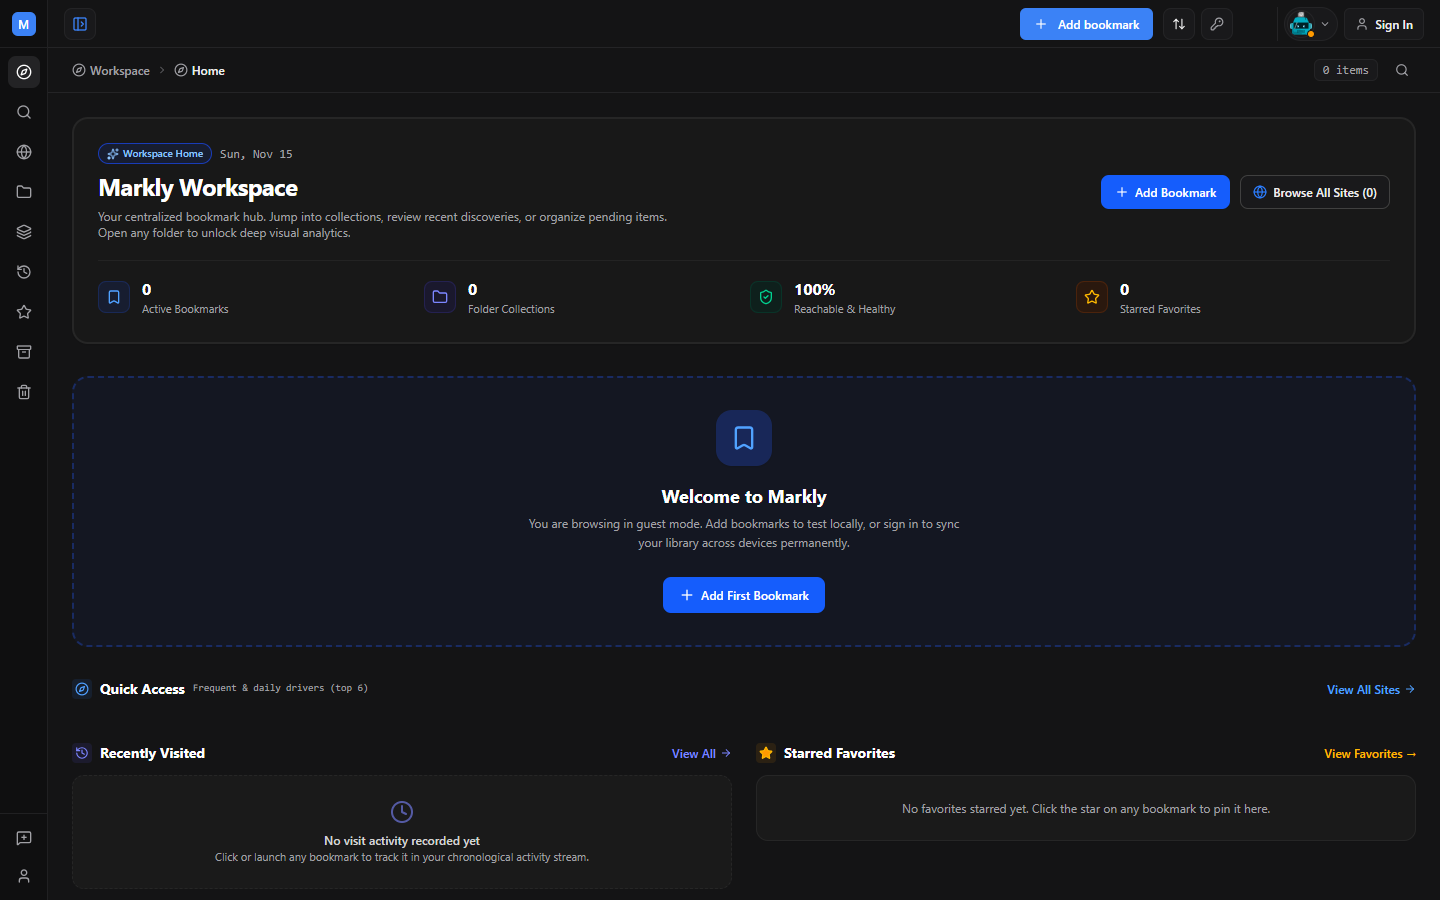 M
Add bookmark
Sign In
Workspace
Home
0 items
Workspace Home
Sun, Nov 15
Markly Workspace
Your centralized bookmark hub. Jump into collections, review recent discoveries, or organize pending items.
Open any folder to unlock deep visual analytics.
Add Bookmark
Browse All Sites (0)
0
Active Bookmarks
0
Folder Collections
100%
Reachable & Healthy
0
Starred Favorites
Welcome to Markly
You are browsing in guest mode. Add bookmarks to test locally, or sign in to sync
your library across devices permanently.
Add First Bookmark
Quick Access
Frequent & daily drivers (top 6)
View All Sites →
Recently Visited
View All →
No visit activity recorded yet
Click or launch any bookmark to track it in your chronological activity stream.
Starred Favorites
View Favorites →
No favorites starred yet. Click the star on any bookmark to pin it here.